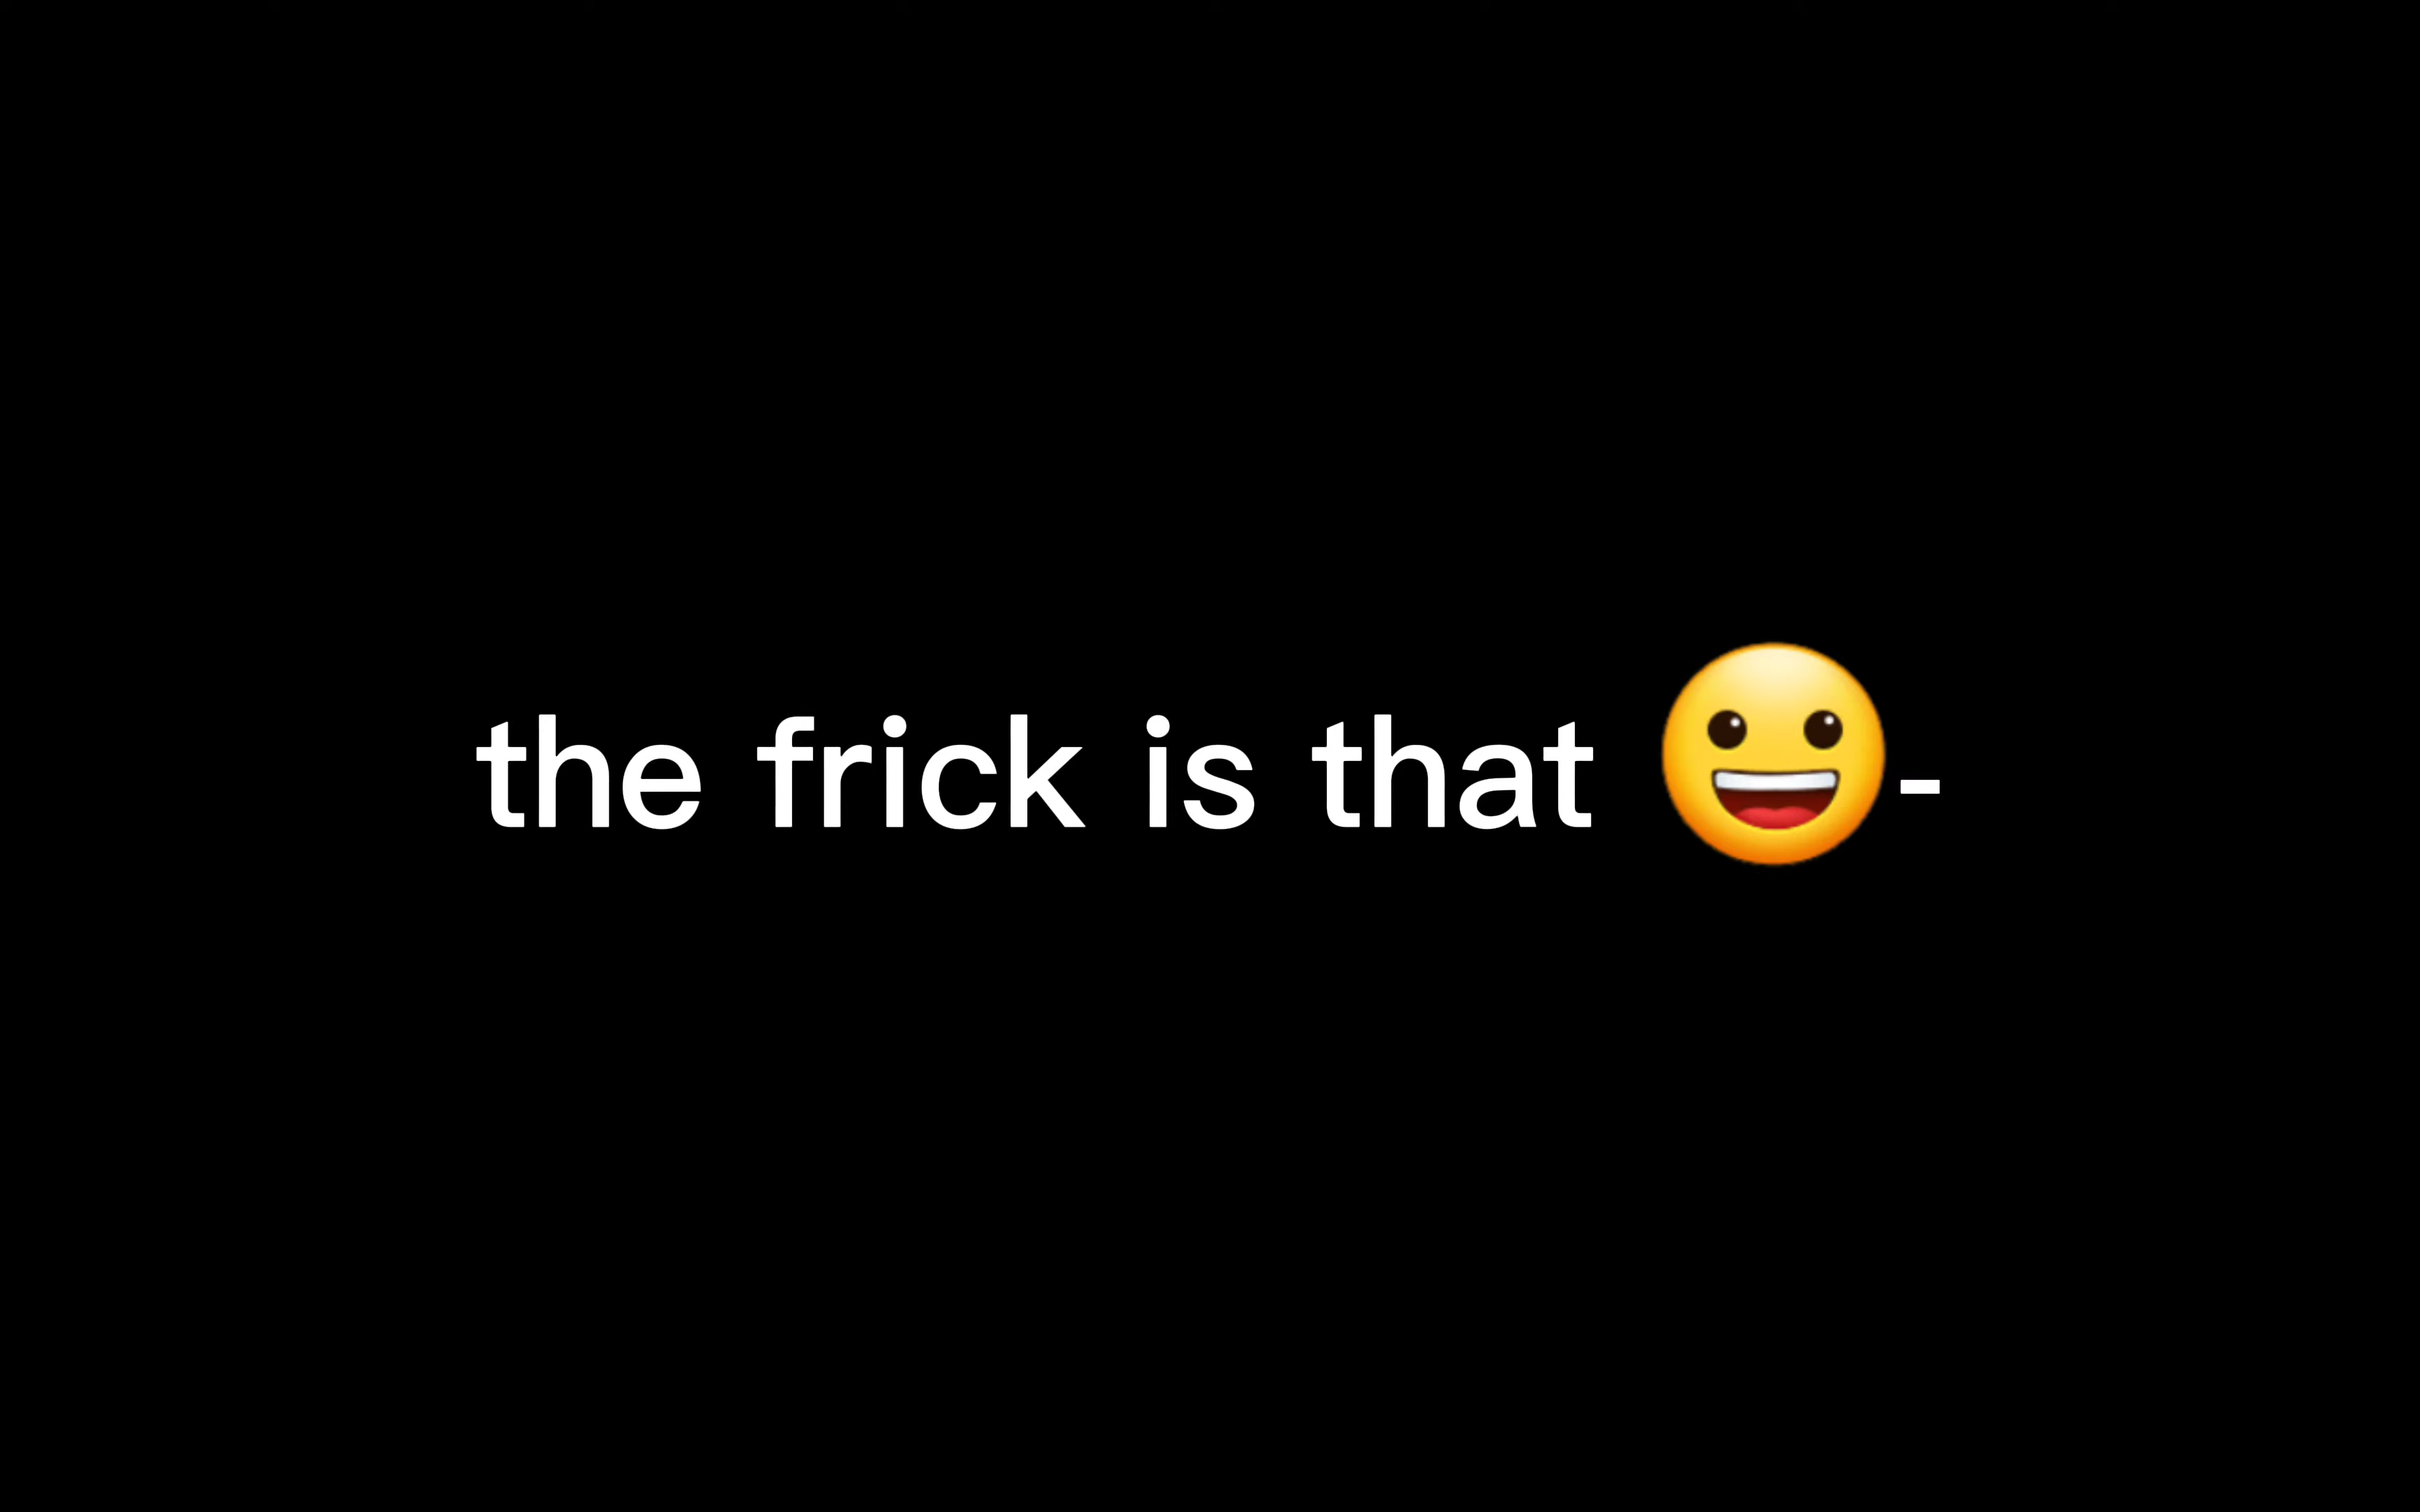 the frick is that 😀-